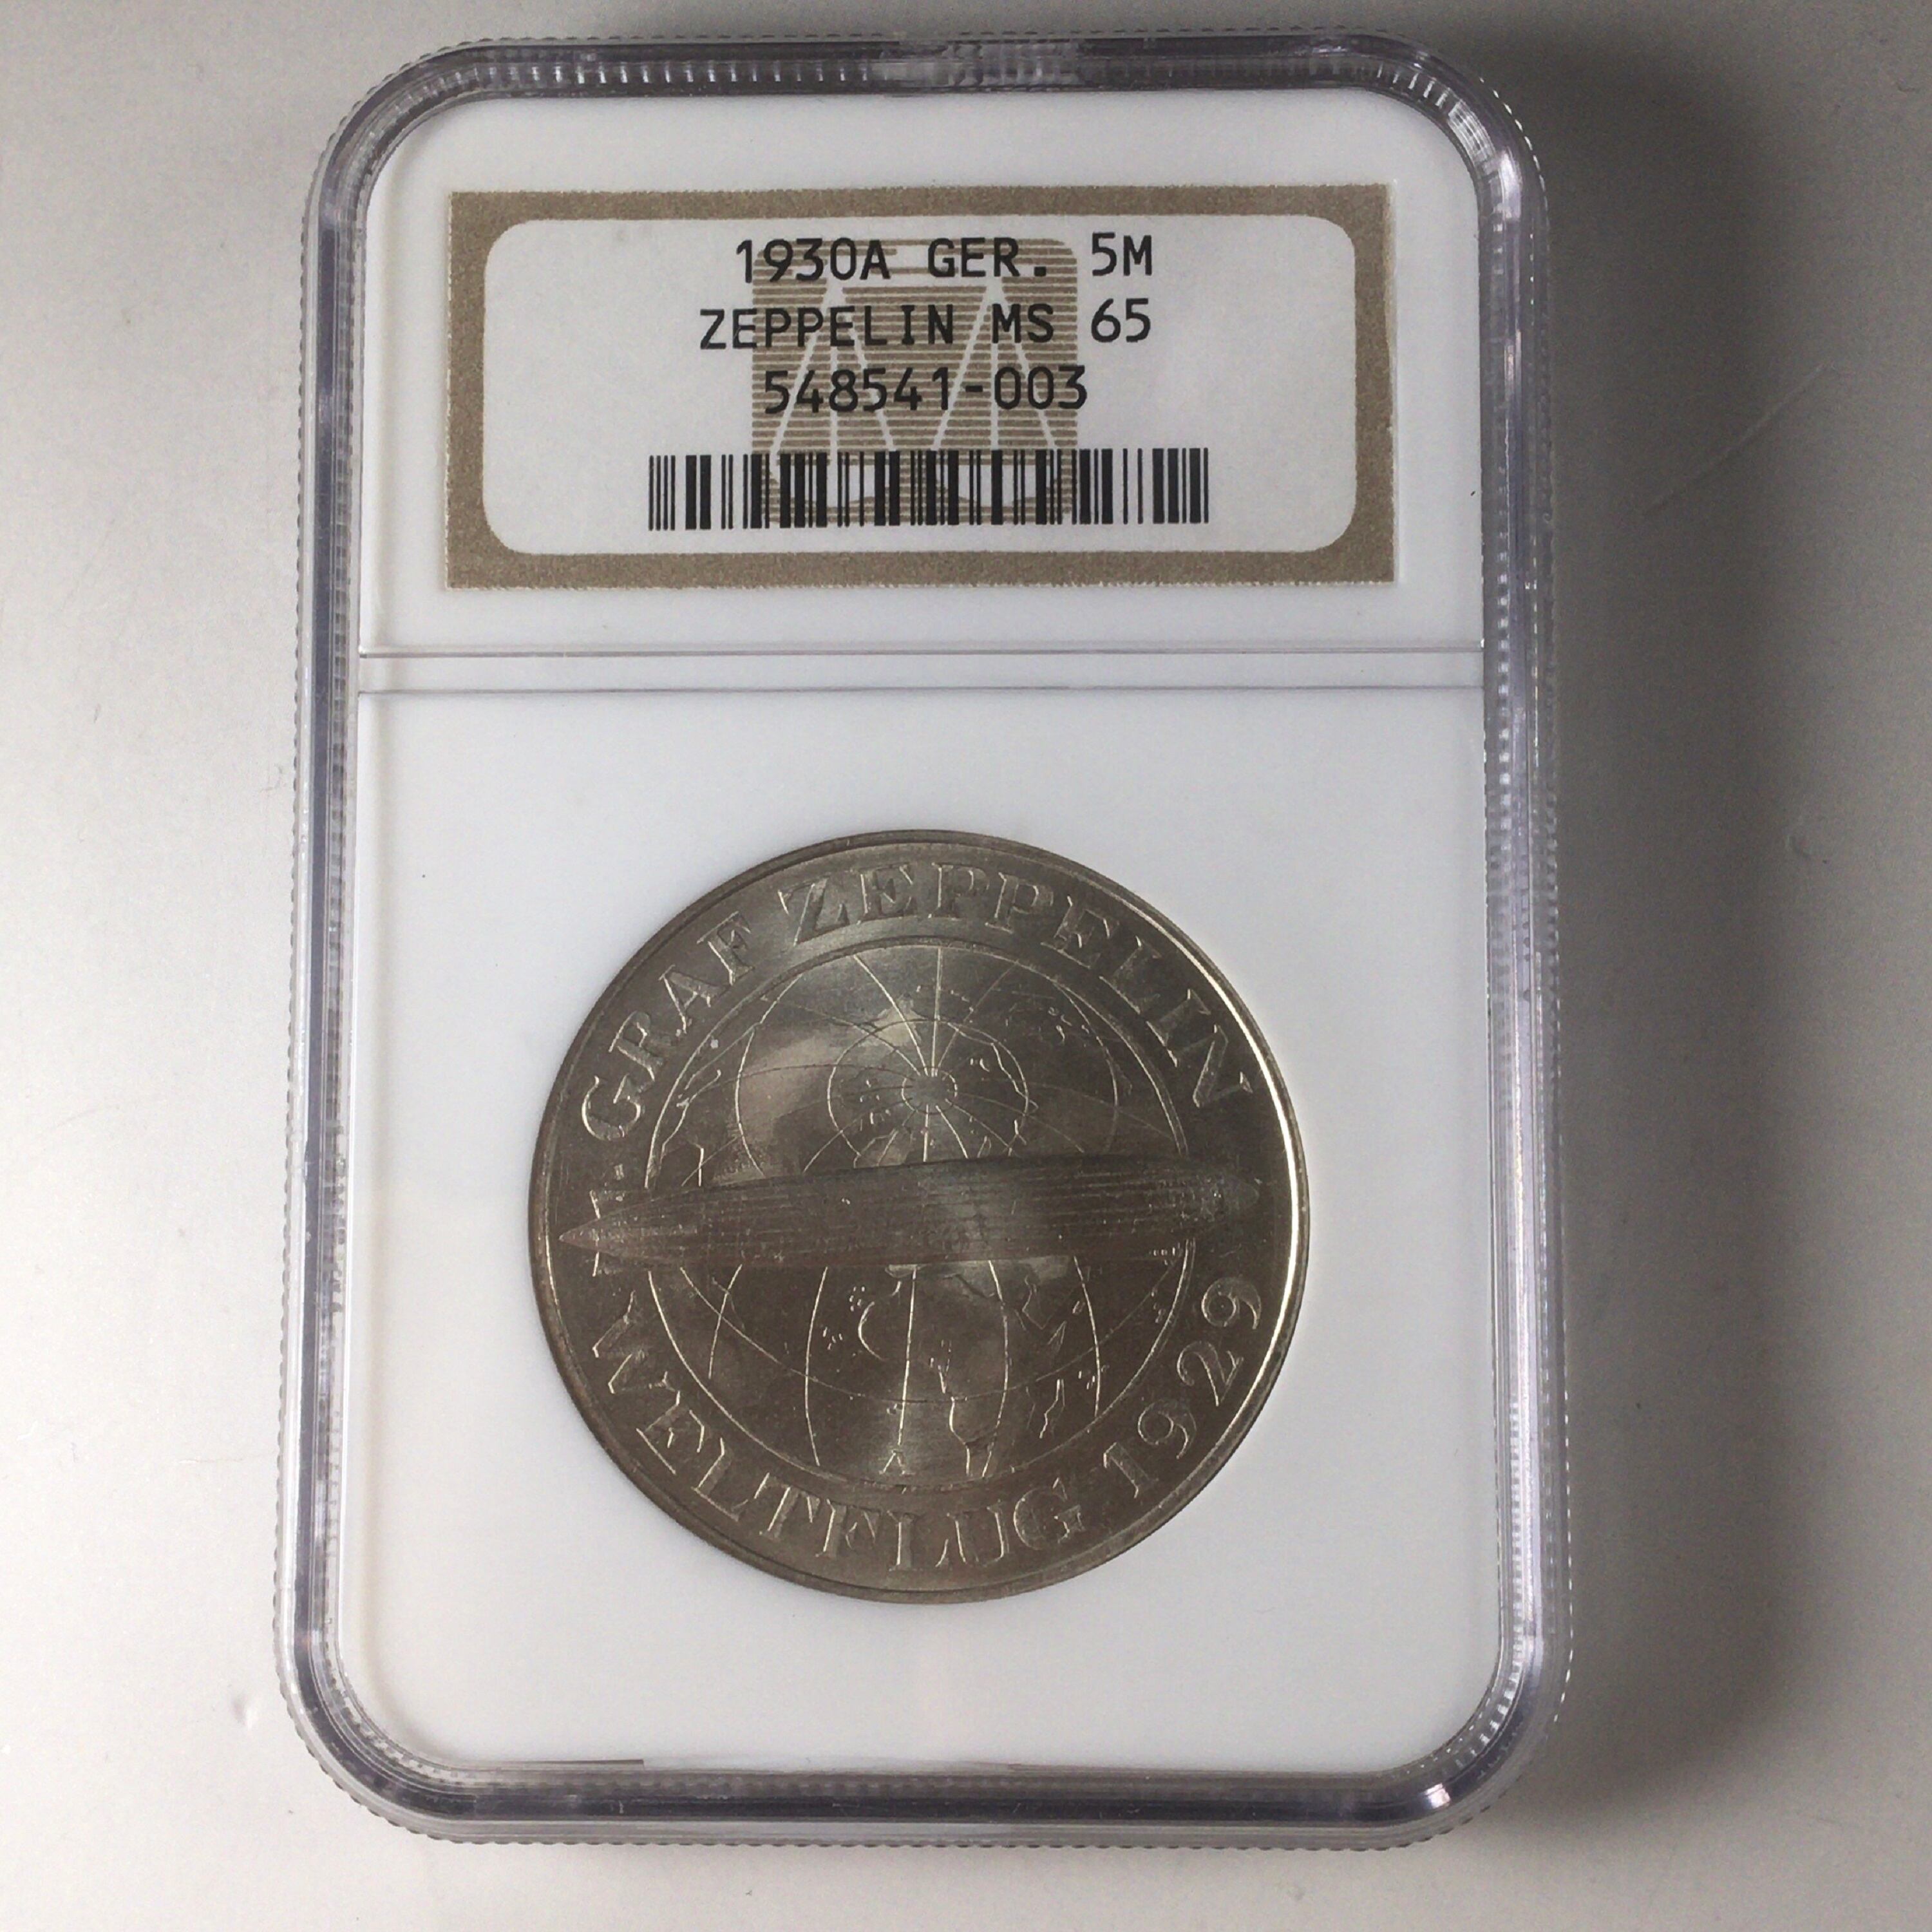 1930A GER. 5M
ZEPPELIN MS 65
548541-003
GRAF ZEPPELIN
WELTFLUG 1929